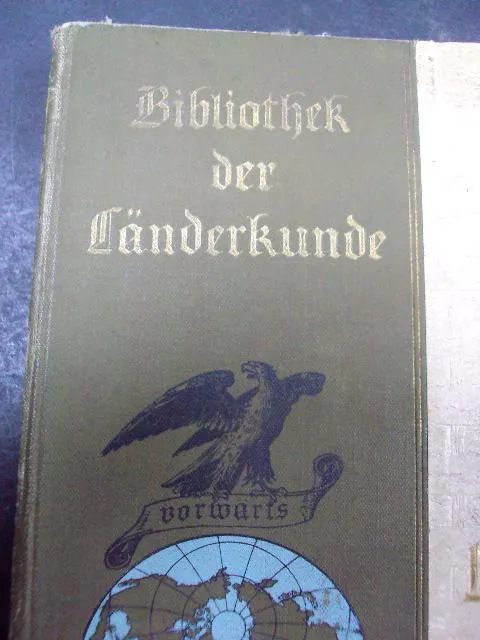 Bibliothek
der
Länderkunde
vorwärts